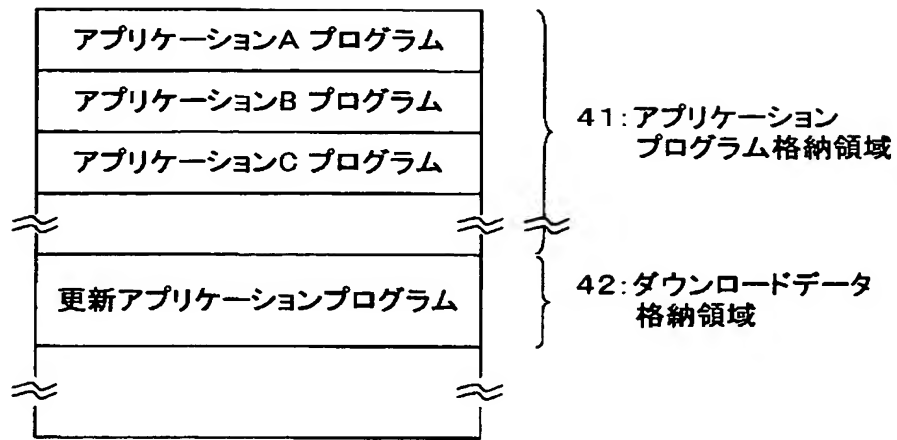 アプリケーションA プログラム
アプリケーションB プログラム
アプリケーションC プログラム
更新アプリケーションプログラム
41:アプリケーション
プログラム格納領域
42:ダウンロードデータ
格納領域